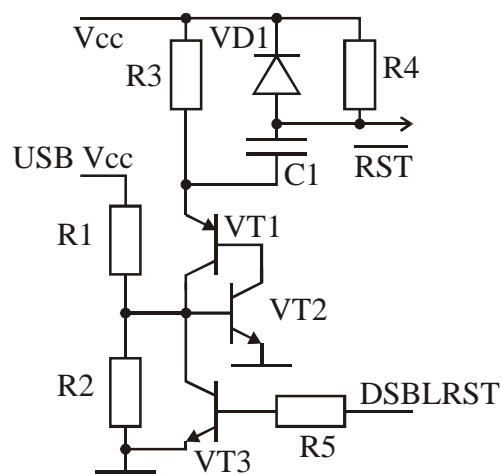 Vcc
VD1
R3
R4
RST
C1
USB Vcc
R1
VT1
VT2
R2
DSBLRST
R5
VT3